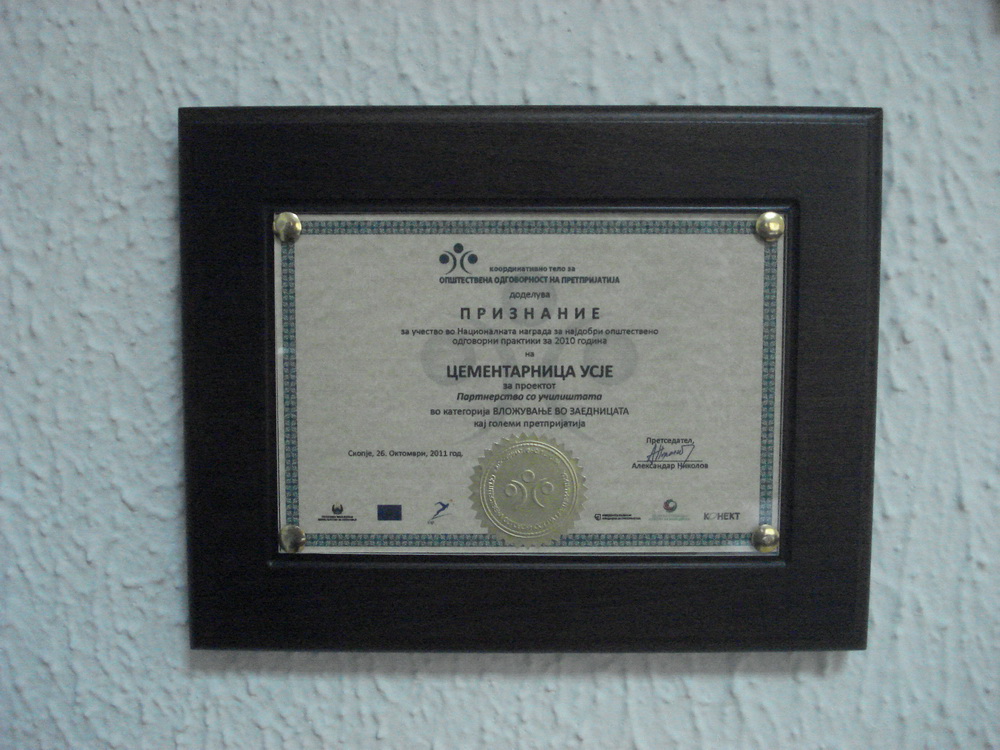 координативно тело за
ОПШТЕСТВЕНА ОДГОВОРНОСТ НА ПРЕТПРИЈАТИЈА
доделува
ПРИЗНАНИЕ
за учество во Националната награда за најдобри општествено
одговорни практики за 2010 година
на
ЦЕМЕНТАРНИЦА УСЈЕ
за проектот
Партнерство со училиштата
во категорија ВЛОЖУВАЊЕ ВО ЗАЕДНИЦАТА
кај големи претпријатија
Претседател,
Скопје, 26. Октомври, 2011 год.
Александар Николов
КОНЕКТ